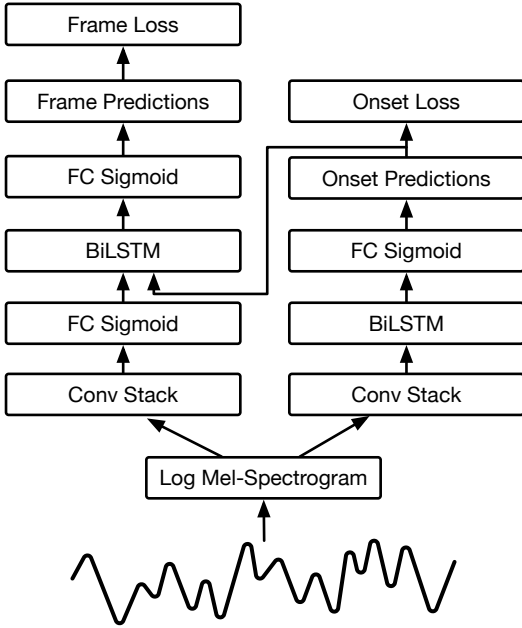 Frame Loss
Frame Predictions
Onset Loss
FC Sigmoid
Onset Predictions
BiLSTM
FC Sigmoid
FC Sigmoid
BiLSTM
Conv Stack
Conv Stack
Log Mel-Spectrogram